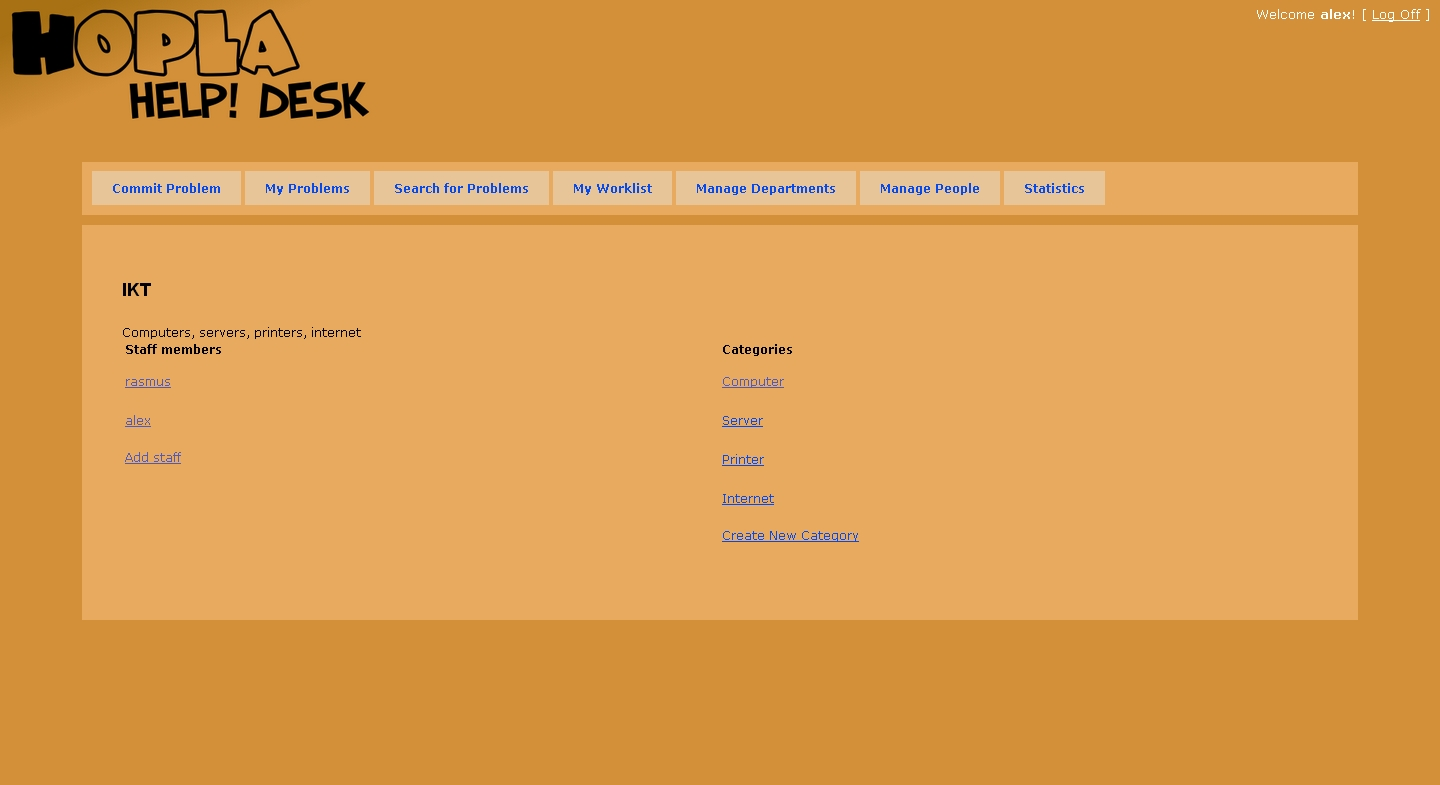 HOPLA
HELP! DESK
Welcome alex! [ Log Off ]
Commit Problem My Problems Search for Problems My Worklist Manage Departments Manage People Statistics
IKT
Computers, servers, printers, internet
Staff members Categories
rasmus Computer
alex Server
Add staff Printer
Internet
Create New Category